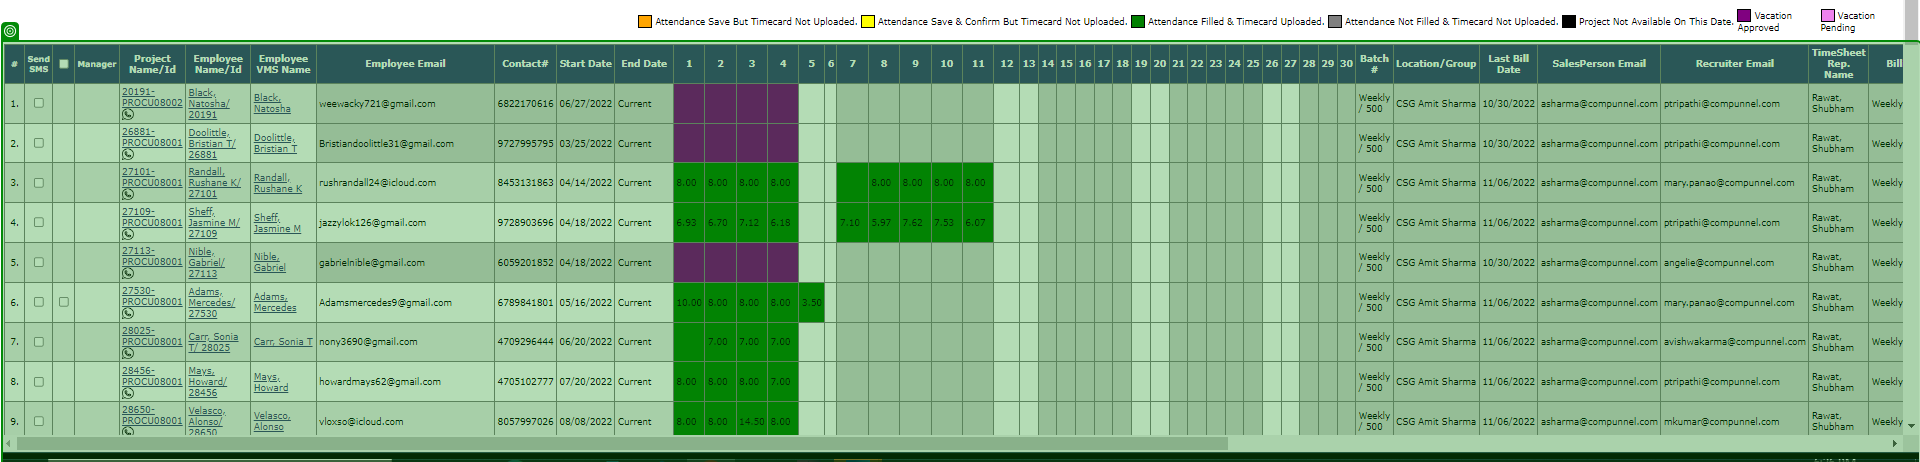 Attendance Save But Timecard Not Uploaded. Attendance Save & Confirm But Timecard Not Uploaded. Attendance Filled & Timecard Uploaded. Attendance Not Filled & Timecard Not Uploaded. Project Not Available On This Date. Vacation Approved Vacation Pending
# Send SMS Manager Project Name/Id Employee Name/Id Employee VMS Name Employee Email Contact# Start Date End Date 1 2 3 4 5 6 7 8 9 10 11 12 13 14 15 16 17 18 19 20 21 22 23 24 25 26 27 28 29 30 Batch # Location/Group Last Bill Date SalesPerson Email Recruiter Email TimeSheet Rep. Name Bill
1. 20191-PROCU08002 Black, Natosha/ 20191 Black, Natosha weewacky721@gmail.com 6822170616 06/27/2022 Current Weekly / 500 CSG Amit Sharma 10/30/2022 asharma@compunnel.com ptripathi@compunnel.com Rawat, Shubham Weekly
2. 26881-PROCU08001 Doolittle, Bristian T/ 26881 Doolittle, Bristian T Bristiandoolittle31@gmail.com 9727995795 03/25/2022 Current Weekly / 500 CSG Amit Sharma 10/30/2022 asharma@compunnel.com ptripathi@compunnel.com Rawat, Shubham Weekly
3. 27101-PROCU08001 Randall, Rushane K/ 27101 Randall, Rushane K rushrandall24@icloud.com 8453131863 04/14/2022 Current 8.00 8.00 8.00 8.00 8.00 8.00 8.00 8.00 Weekly / 500 CSG Amit Sharma 11/06/2022 asharma@compunnel.com mary.panao@compunnel.com Rawat, Shubham Weekly
4. 27109-PROCU08001 Sheff, Jasmine M/ 27109 Sheff, Jasmine M jazzylok126@gmail.com 9728903696 04/18/2022 Current 6.93 6.70 7.12 6.18 7.10 5.97 7.62 7.53 6.07 Weekly / 500 CSG Amit Sharma 11/06/2022 asharma@compunnel.com ptripathi@compunnel.com Rawat, Shubham Weekly
5. 27113-PROCU08001 Nible, Gabriel/ 27113 Nible, Gabriel gabrielnible@gmail.com 6059201852 04/18/2022 Current Weekly / 500 CSG Amit Sharma 10/30/2022 asharma@compunnel.com angelie@compunnel.com Rawat, Shubham Weekly
6. 27530-PROCU08001 Adams, Mercedes/ 27530 Adams, Mercedes Adamsmercedes9@gmail.com 6789841801 05/16/2022 Current 10.00 8.00 8.00 8.00 3.50 Weekly / 500 CSG Amit Sharma 11/06/2022 asharma@compunnel.com mary.panao@compunnel.com Rawat, Shubham Weekly
7. 28025-PROCU08001 Carr, Sonia T/ 28025 Carr, Sonia T nony3690@gmail.com 4709296444 06/20/2022 Current 7.00 7.00 7.00 Weekly / 500 CSG Amit Sharma 11/06/2022 asharma@compunnel.com avishwakarma@compunnel.com Rawat, Shubham Weekly
8. 28456-PROCU08001 Mays, Howard/ 28456 Mays, Howard howardmays62@gmail.com 4705102777 07/20/2022 Current 8.00 8.00 8.00 7.00 Weekly / 500 CSG Amit Sharma 11/06/2022 asharma@compunnel.com ptripathi@compunnel.com Rawat, Shubham Weekly
9. 28650-PROCU08001 Velasco, Alonso/ 28650 Velasco, Alonso vloxso@icloud.com 8057997026 08/08/2022 Current 8.00 8.00 14.50 8.00 Weekly / 500 CSG Amit Sharma 11/06/2022 asharma@compunnel.com mkumar@compunnel.com Rawat, Shubham Weekly